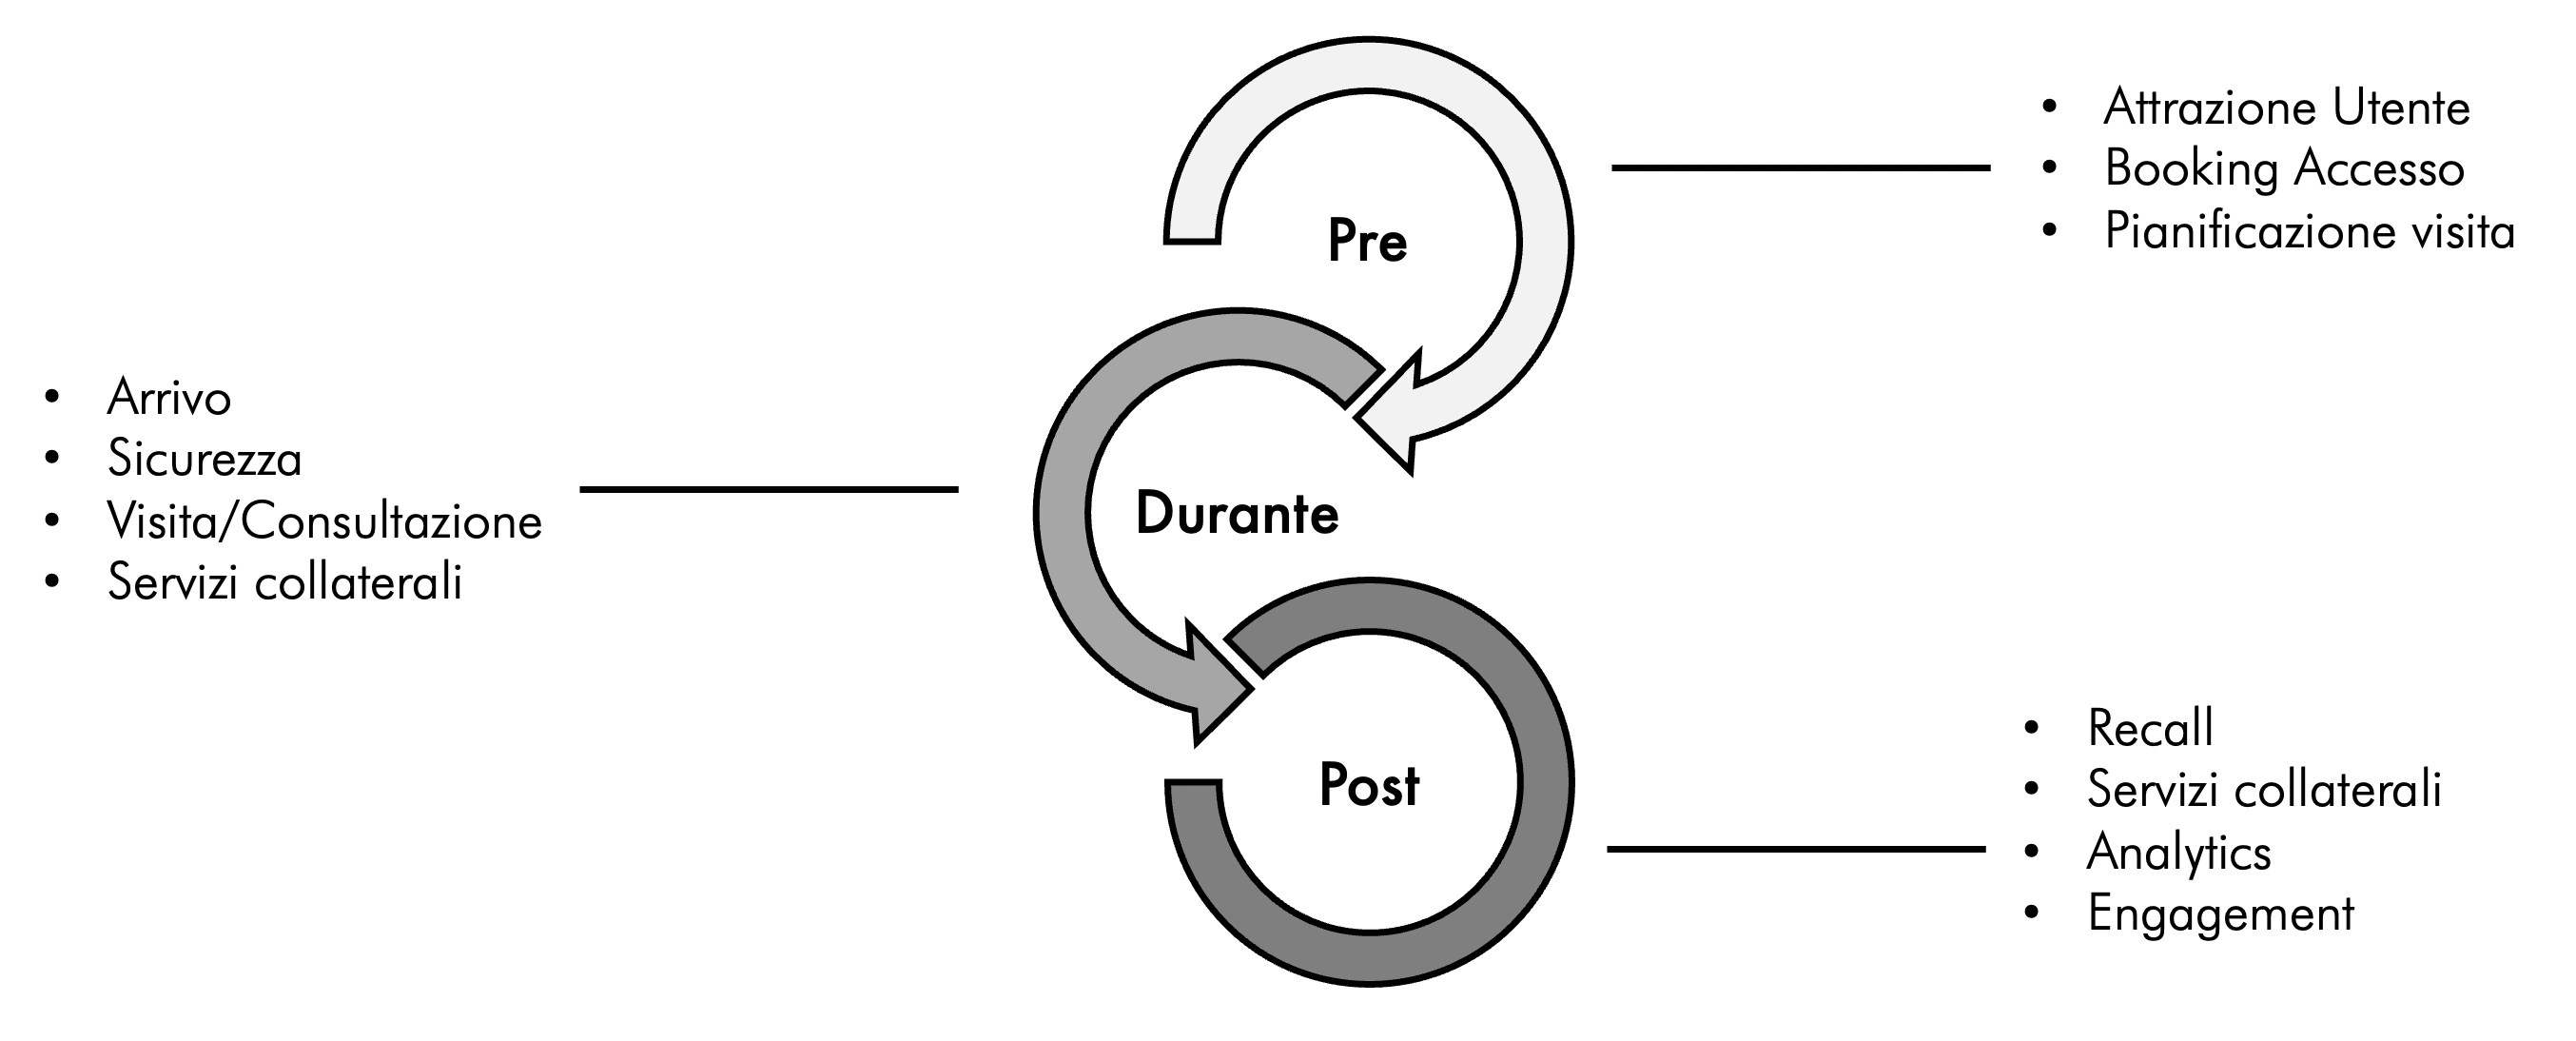 Pre
• Attrazione Utente
• Booking Accesso
• Pianificazione visita
Durante
• Arrivo
• Sicurezza
• Visita/Consultazione
• Servizi collaterali
Post
• Recall
• Servizi collaterali
• Analytics
• Engagement